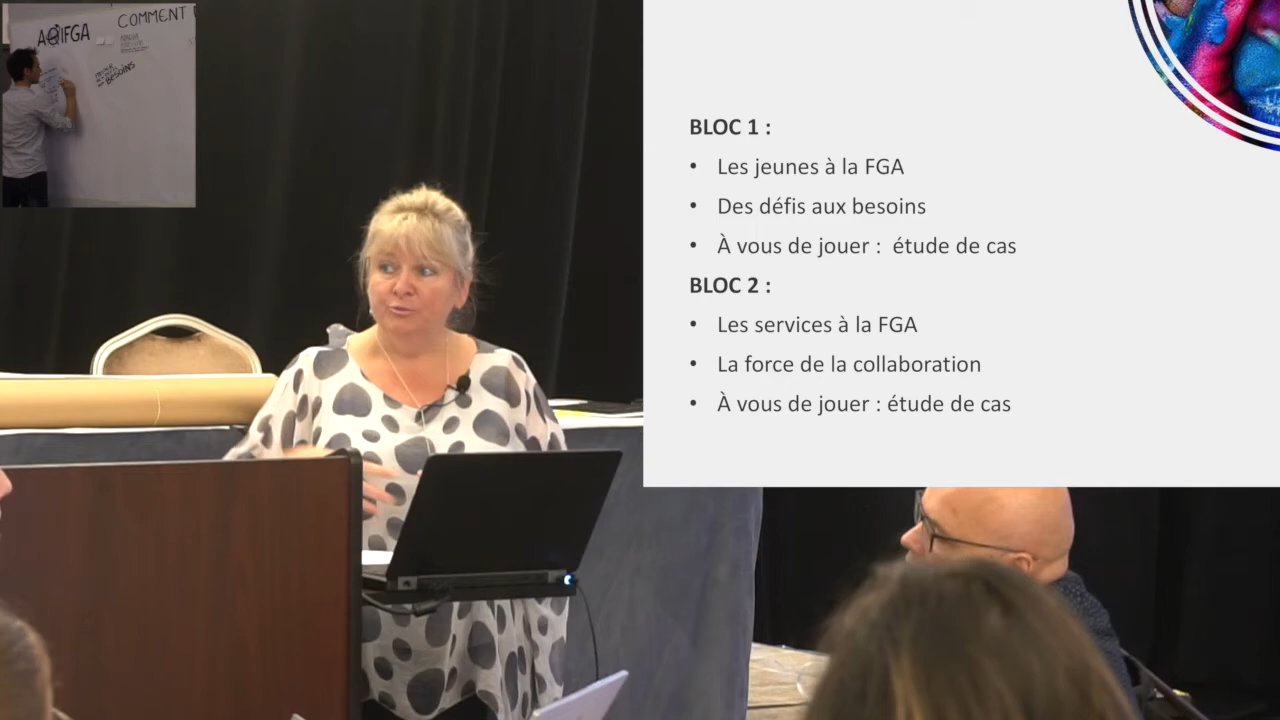 AQIFGA
COMMENT
BESOINS
BLOC 1 :
• Les jeunes à la FGA
• Des défis aux besoins
• À vous de jouer :  étude de cas
BLOC 2 :
• Les services à la FGA
• La force de la collaboration
• À vous de jouer : étude de cas